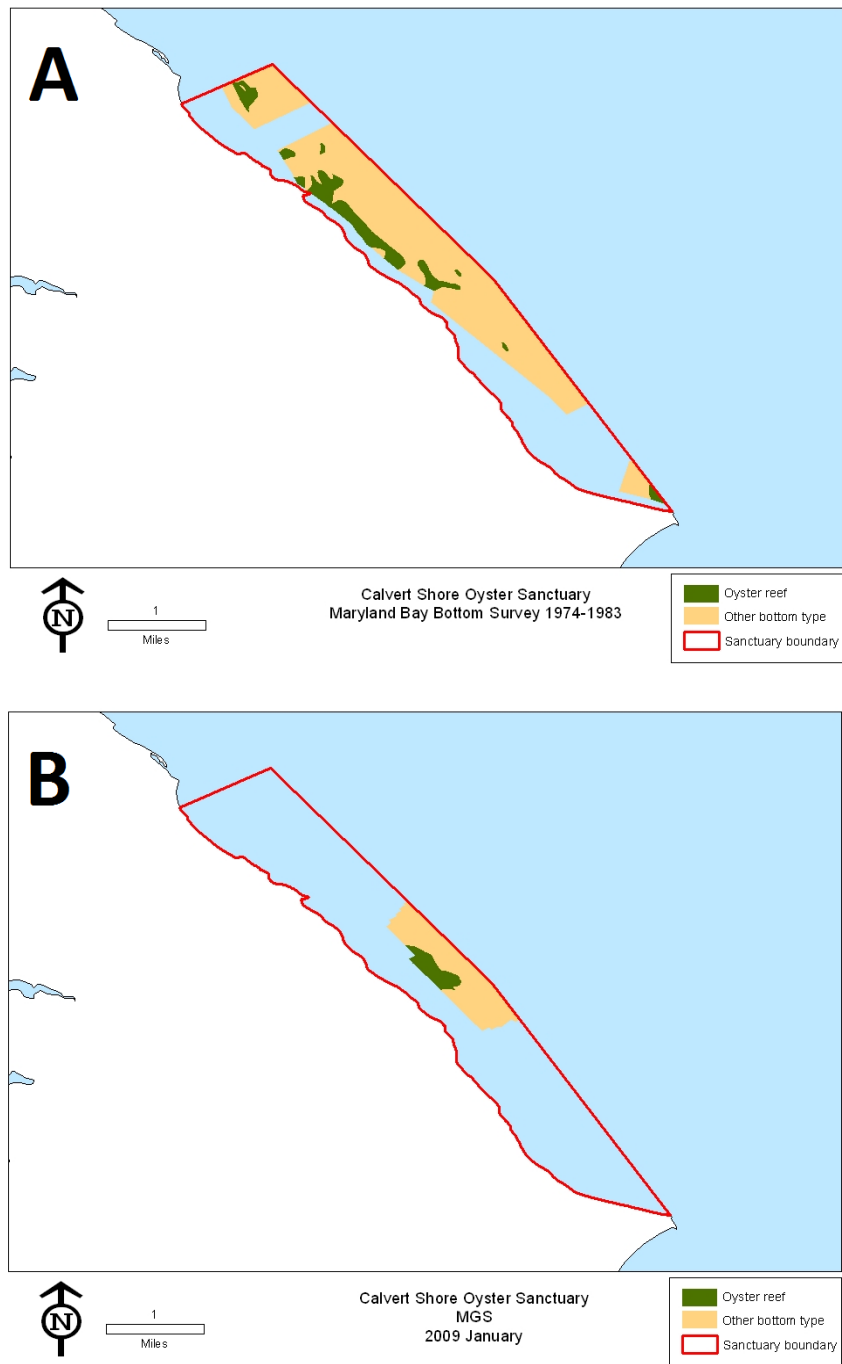 A
N
1
Miles
Calvert Shore Oyster Sanctuary
Maryland Bay Bottom Survey 1974-1983
Oyster reef
Other bottom type
Sanctuary boundary
B
N
1
Miles
Calvert Shore Oyster Sanctuary
MGS
2009 January
Oyster reef
Other bottom type
Sanctuary boundary